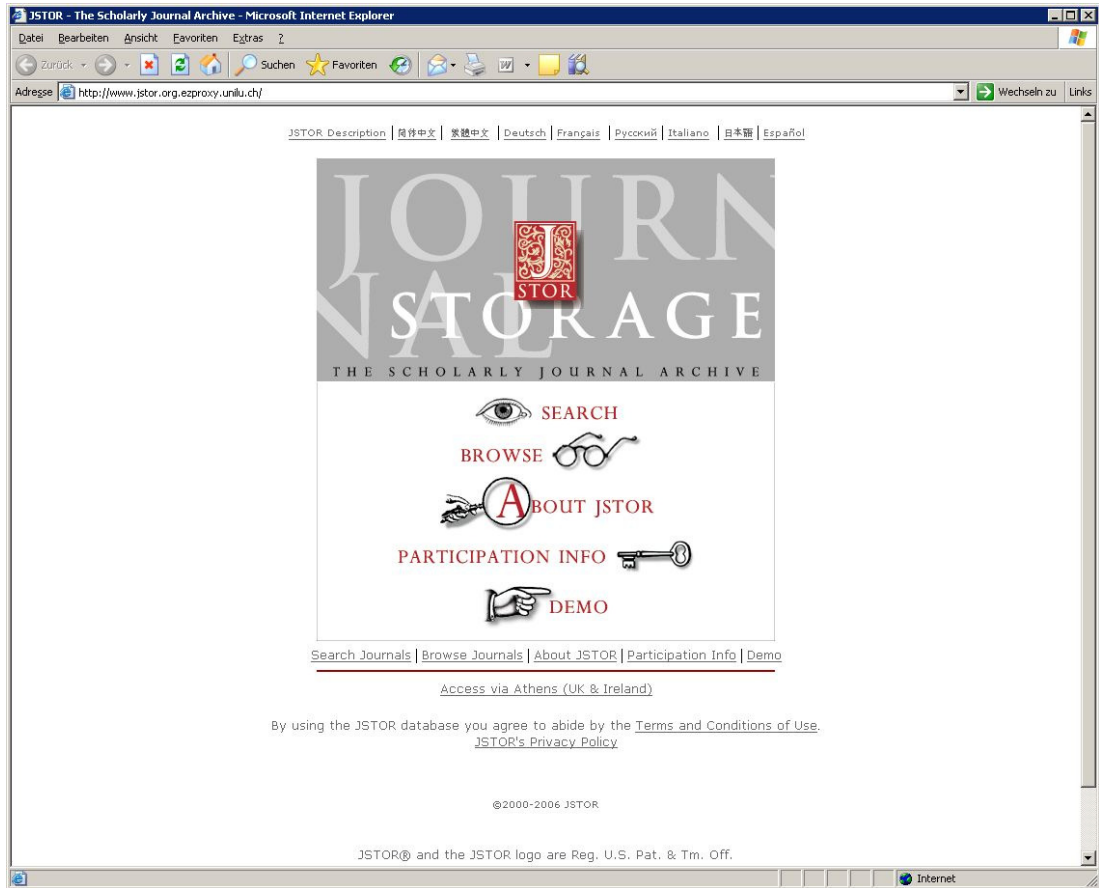 JSTOR - The Scholarly Journal Archive - Microsoft Internet Explorer
Datei Bearbeiten Ansicht Favoriten Extras ?
Zurück Suchen Favoriten
Adresse http://www.jstor.org.ezproxy.unilu.ch/ Wechseln zu Links
JSTOR Description | 简体中文 | 繁體中文 | Deutsch | Français | Русский | Italiano | 日本語 | Español
JOURN
NAL
J
STOR
STORAGE
THE SCHOLARLY JOURNAL ARCHIVE
SEARCH
BROWSE
ABOUT JSTOR
PARTICIPATION INFO
DEMO
Search Journals | Browse Journals | About JSTOR | Participation Info | Demo
Access via Athens (UK & Ireland)
By using the JSTOR database you agree to abide by the Terms and Conditions of Use.
JSTOR's Privacy Policy
©2000-2006 JSTOR
JSTOR® and the JSTOR logo are Reg. U.S. Pat. & Tm. Off.
Internet